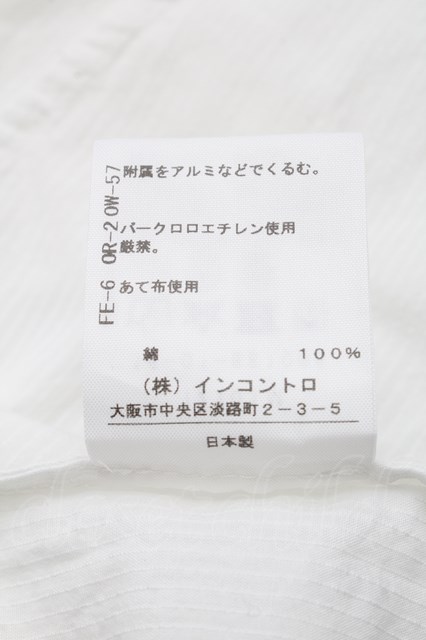 附属をアルミなどでくるむ。
パークロロエチレン使用
厳禁。
あて布使用
FE-6 OR-20W-57
綿 100%
(株)インコントロ
大阪市中央区淡路町2-3-5
日本製